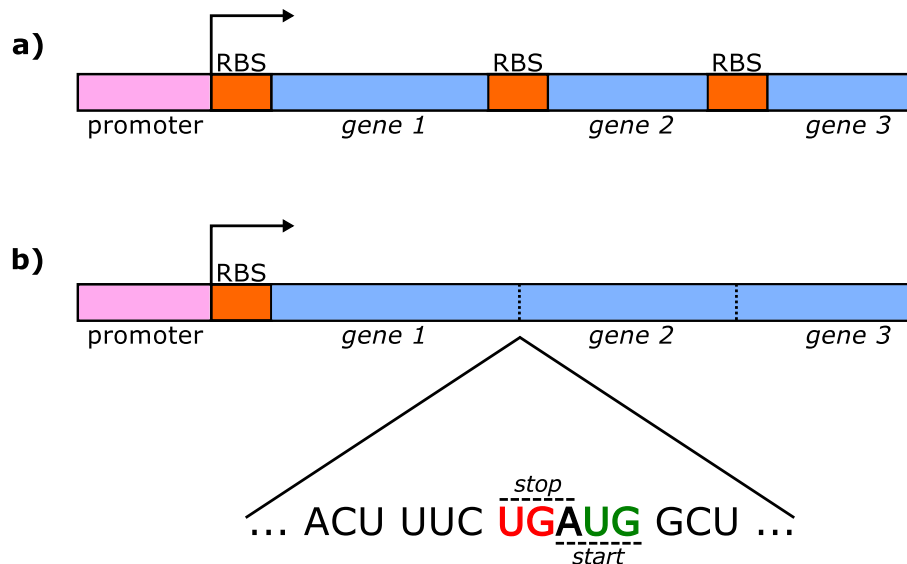 a)
RBS RBS RBS
promoter gene 1 gene 2 gene 3
b)
RBS
promoter gene 1 gene 2 gene 3
stop
... ACU UUC UGAUG GCU ...
start